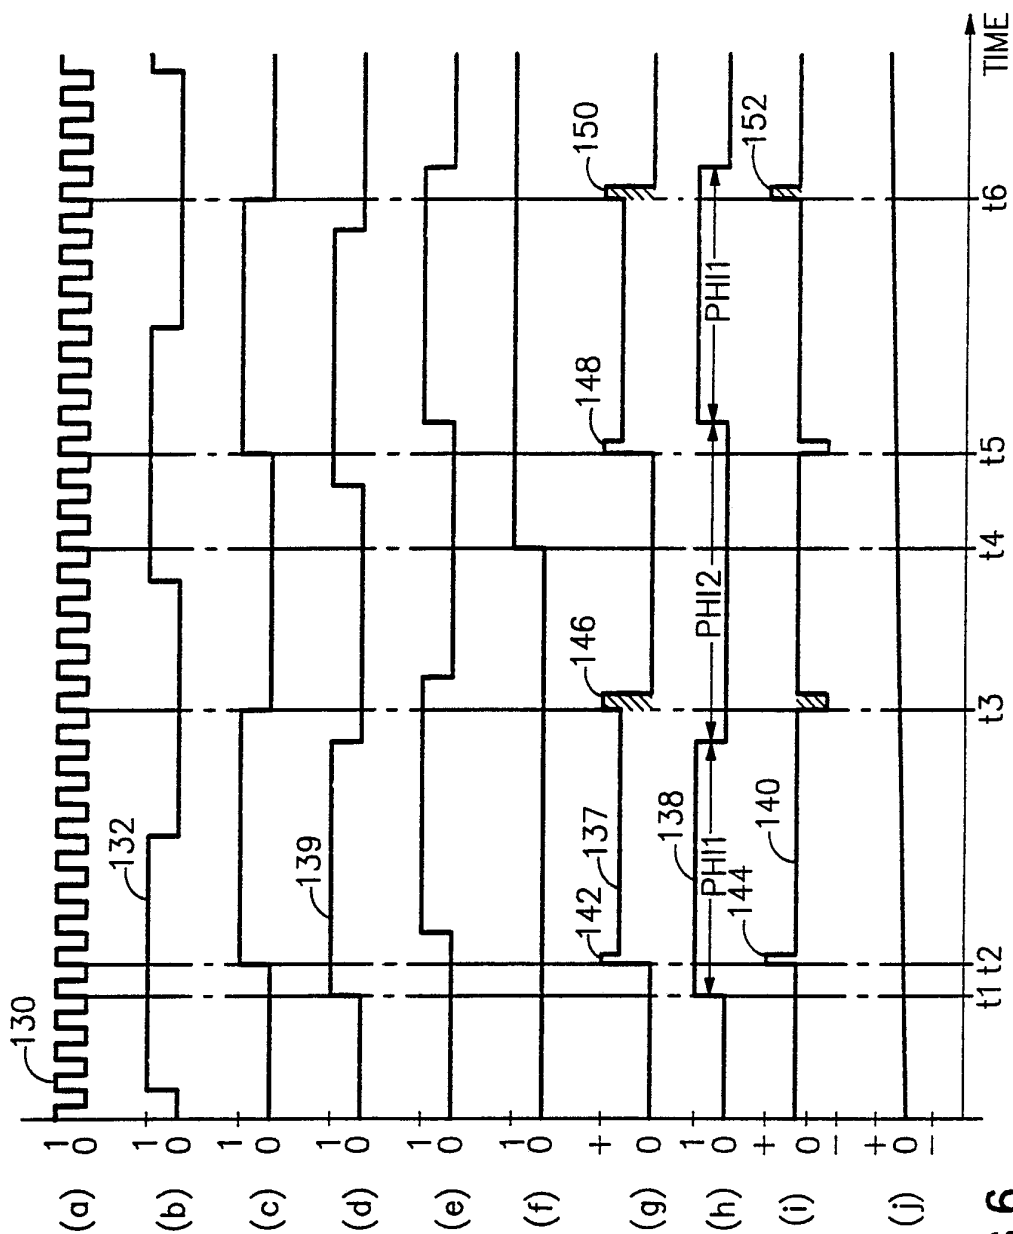 130
(a) 1 0
132
(b) 1 0
(c) 1 0
139
(d) 1 0
(e) 1 0
(f) 1 0
142 137 146 148 150
(g) + 0
138
PHI1 PHI2 PHI1
(h) 1 0
144 140 152
(i) + 0 −
(j) + 0 −
t1 t2 t3 t4 t5 t6 TIME
6